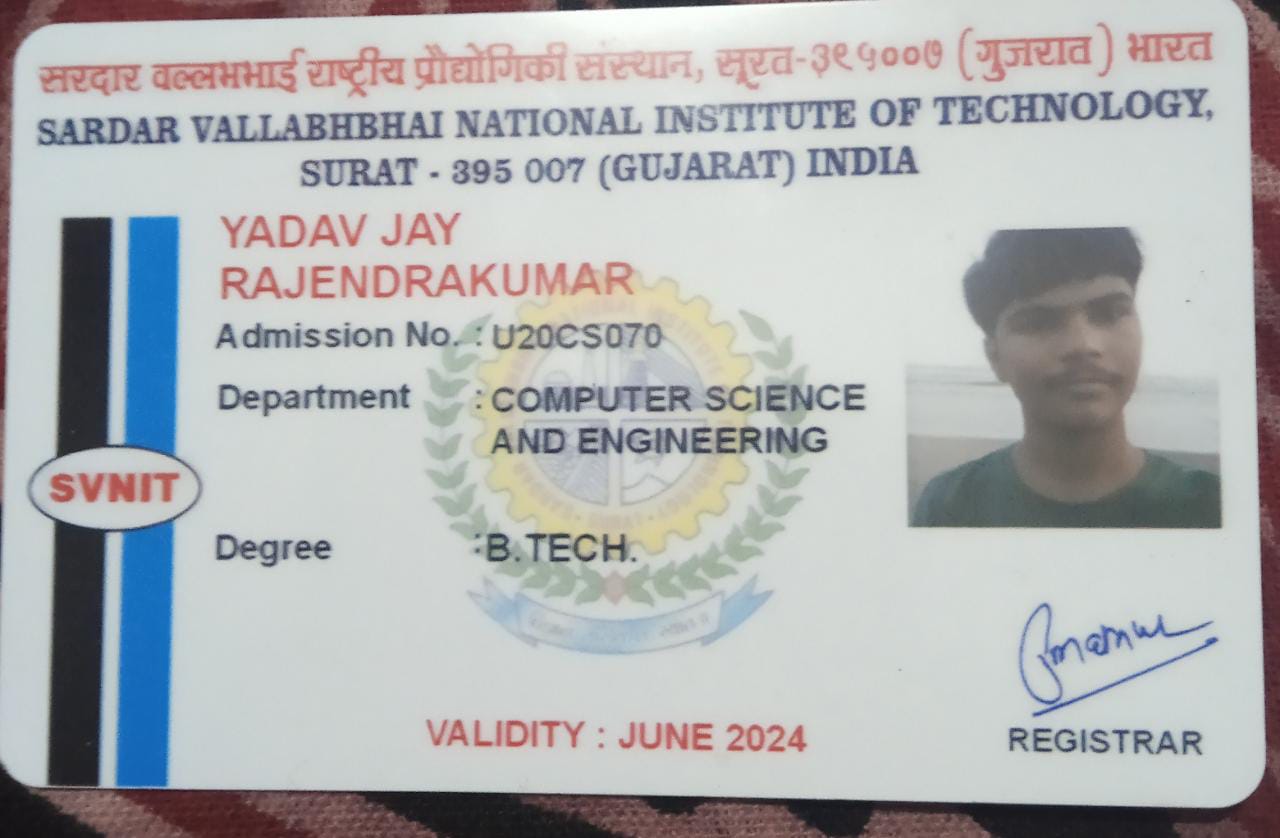 सरदार वल्लभभाई राष्ट्रीय प्रौद्योगिकी संस्थान, सूरत-३९५००७ (गुजरात) भारत
SARDAR VALLABHBHAI NATIONAL INSTITUTE OF TECHNOLOGY,
SURAT - 395 007 (GUJARAT) INDIA
YADAV JAY
RAJENDRAKUMAR
Admission No. : U20CS070
Department : COMPUTER SCIENCE
AND ENGINEERING
SVNIT
Degree : B.TECH.
VALIDITY : JUNE 2024
REGISTRAR